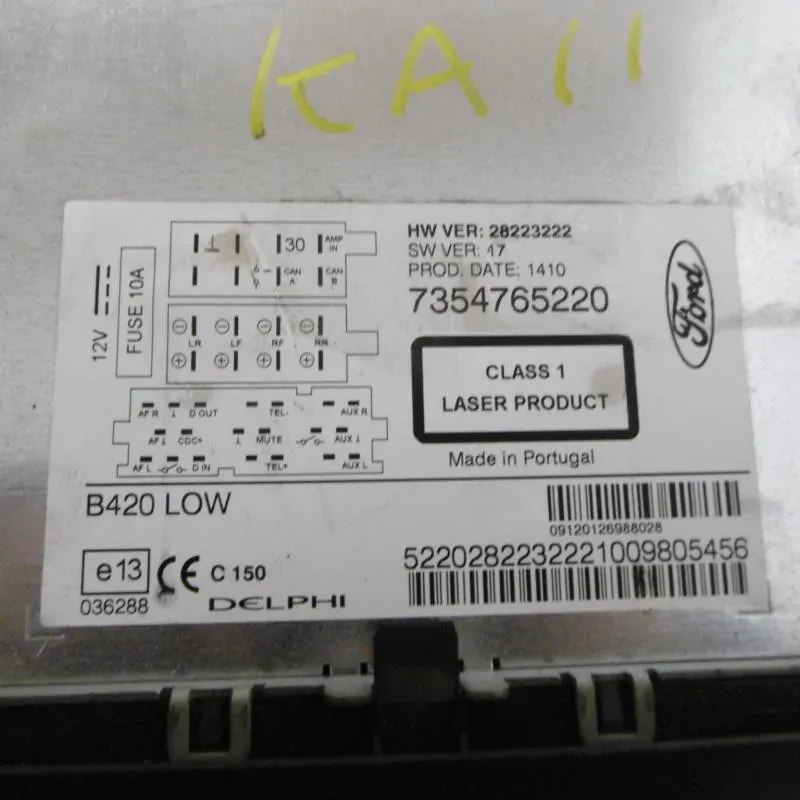 KA II
HW VER: 28223222
SW VER: 47
PROD. DATE: 1410
7354765220
Ford
12V
FUSE 10A
30 AMP IN
CAN A CAN B
LR LF RF RR
CLASS 1
LASER PRODUCT
Made in Portugal
AF R D OUT TEL- AUX R
AF CDC+ MUTE AUX
AF L D IN TEL+ AUX L
B420 LOW
09120126988028
5220282232221009805456
e13 CE C 150
036288 DELPHI